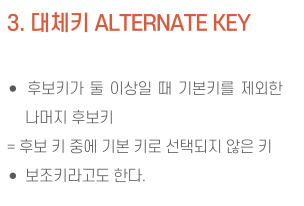 3. 대체키 ALTERNATE KEY
● 후보키가 둘 이상일 때 기본키를 제외한
나머지 후보키
= 후보 키 중에 기본 키로 선택되지 않은 키
● 보조키라고도 한다.